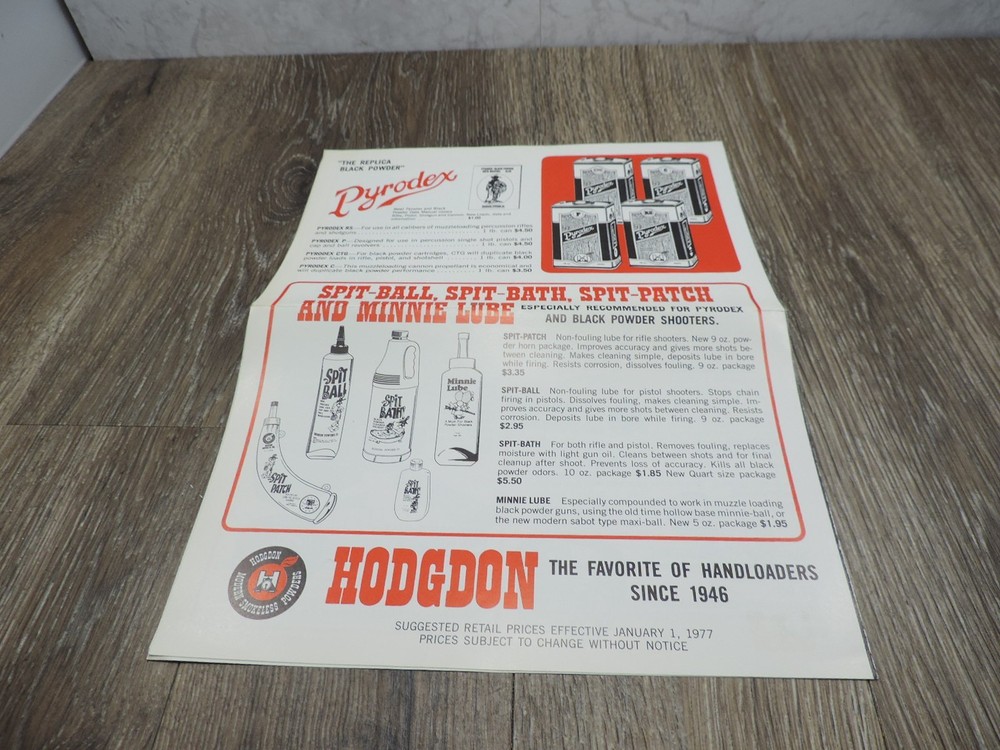 "THE REPLICA
BLACK POWDER"
Pyrodex
$1.00
PYRODEX RS—For use in all calibers of muzzleloading percussion rifles
and shotguns 1 lb. can $4.50
PYRODEX P—Designed for use in percussion single shot pistols and
cap and ball revolvers 1 lb. can $4.50
PYRODEX CTG—For black powder cartridges, CTG will duplicate black
powder loads in rifle, pistol, and shotshell 1 lb. can $4.00
PYRODEX C—This muzzleloading cannon propellant is economical and
will duplicate black powder performance 1 lb. can $3.50
Pyrodex
Pyrodex
Pyrodex
Pyrodex
SPIT-BALL, SPIT-BATH, SPIT-PATCH
AND MINNIE LUBE ESPECIALLY RECOMMENDED FOR PYRODEX
AND BLACK POWDER SHOOTERS.
SPIT
BALL
SPIT
BATH
Minnie
Lube
SPIT
PATCH
SPIT
BATH
SPIT-PATCH Non-fouling lube for rifle shooters. New 9 oz. pow-
der horn package. Improves accuracy and gives more shots be-
tween cleaning. Makes cleaning simple, deposits lube in bore
while firing. Resists corrosion, dissolves fouling. 9 oz. package
$3.35
SPIT-BALL Non-fouling lube for pistol shooters. Stops chain
firing in pistols. Dissolves fouling, makes cleaning simple. Im-
proves accuracy and gives more shots between cleaning. Resists
corrosion. Deposits lube in bore while firing. 9 oz. package
$2.95
SPIT-BATH For both rifle and pistol. Removes fouling, replaces
moisture with light gun oil. Cleans between shots and for final
cleanup after shoot. Prevents loss of accuracy. Kills all black
powder odors. 10 oz. package $1.85 New Quart size package
$5.50
MINNIE LUBE Especially compounded to work in muzzle loading
black powder guns, using the old time hollow base minnie-ball, or
the new modern sabot type maxi-ball. New 5 oz. package $1.95
HODGDON
H
MODERN SMOKELESS POWDERS
HODGDON THE FAVORITE OF HANDLOADERS
SINCE 1946
SUGGESTED RETAIL PRICES EFFECTIVE JANUARY 1, 1977
PRICES SUBJECT TO CHANGE WITHOUT NOTICE